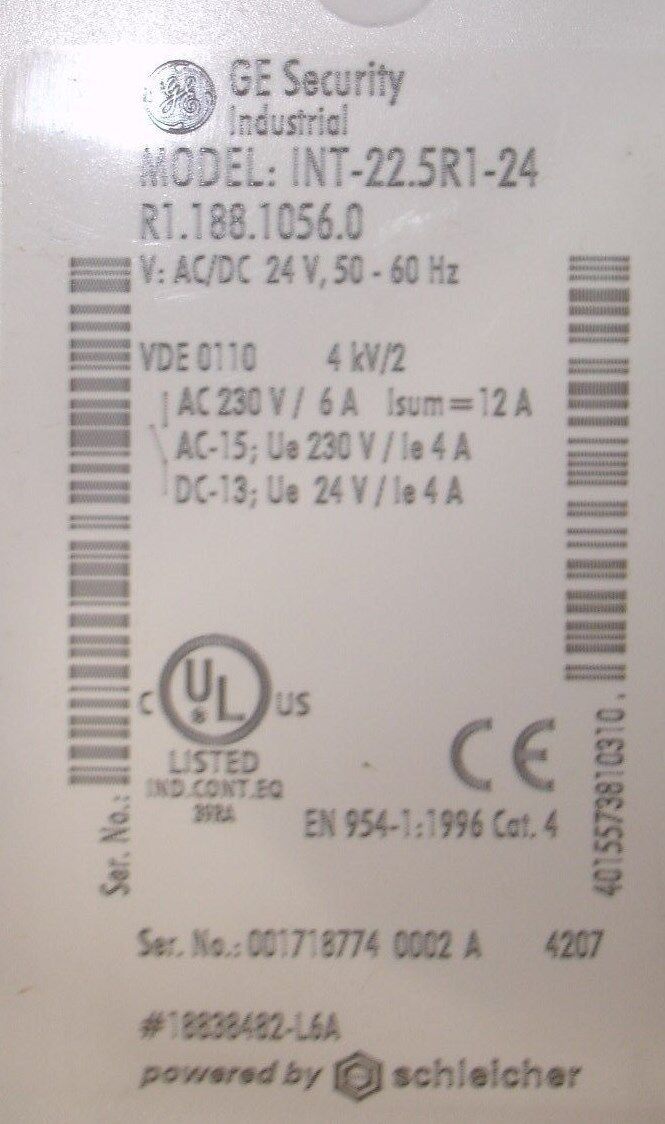 GE Security
Industrial
MODEL: INT-22.5R1-24
R1.188.1056.0
V: AC/DC 24 V, 50 - 60 Hz
VDE 0110 4 kV/2
AC 230 V / 6 A Isum=12 A
AC-15; Ue 230 V / Ie 4 A
DC-13; Ue 24 V / Ie 4 A
C UL US
LISTED
IND.CONT.EQ
CE
EN 954-1:1996 Cat. 4
Ser. No.:
4015573810310
Ser. No.: 001718774 0002 A 4207
#18838482-L6A
powered by schleicher